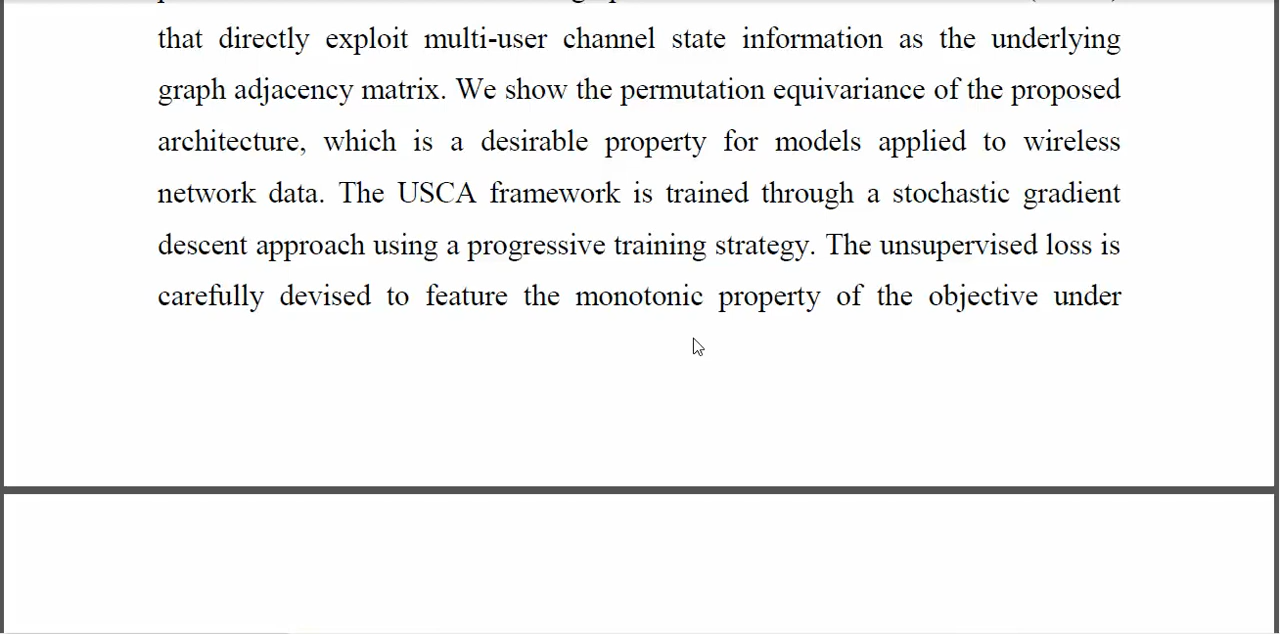 that directly exploit multi-user channel state information as the underlying
graph adjacency matrix. We show the permutation equivariance of the proposed
architecture, which is a desirable property for models applied to wireless
network data. The USCA framework is trained through a stochastic gradient
descent approach using a progressive training strategy. The unsupervised loss is
carefully devised to feature the monotonic property of the objective under